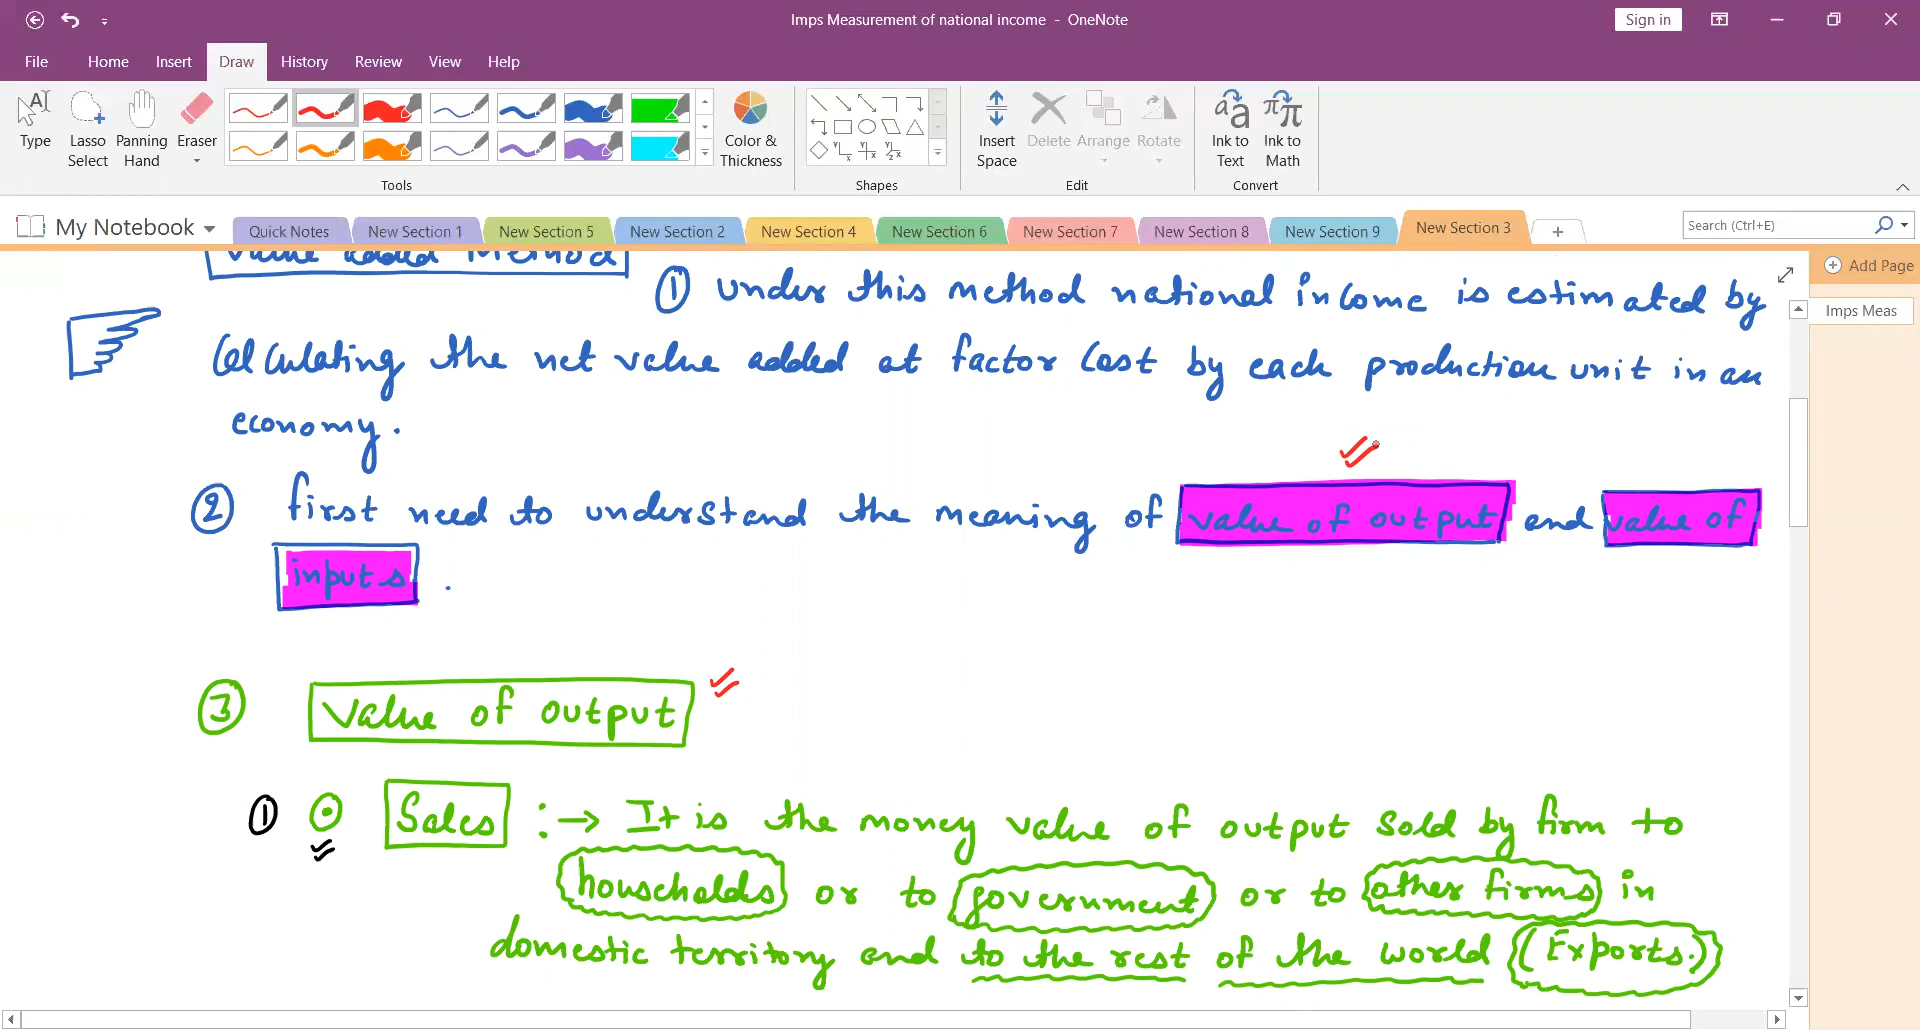 Imps Measurement of national income - OneNote
Sign in
File Home Insert Draw History Review View Help
Type
Lasso Select
Panning Hand
Eraser
Color & Thickness
Insert Space
Delete
Arrange
Rotate
Ink to Text
Ink to Math
Tools
Shapes
Edit
Convert
My Notebook
Quick Notes New Section 1 New Section 5 New Section 2 New Section 4 New Section 6 New Section 7 New Section 8 New Section 9 New Section 3
Search (Ctrl+E)
Add Page
Imps Meas
Value added Method
① under this method national income is estimated by
Calculating the net value added at factor cost by each production unit in an
economy.
② first need to understand the meaning of value of output and value of
inputs.
③ Value of output
① Sales :→ It is the money value of output sold by firm to
households or to government or to other firms in
domestic territory and to the rest of the world (Exports.)